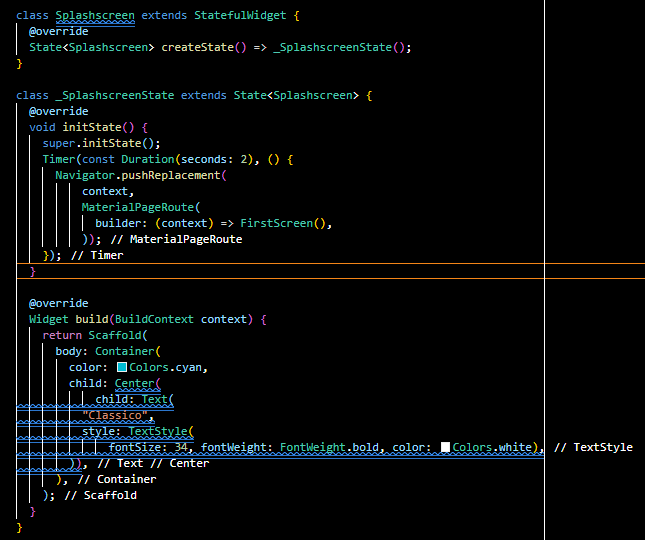 class Splashscreen extends StatefulWidget {
@override
State<Splashscreen> createState() => _SplashscreenState();
}
class _SplashscreenState extends State<Splashscreen> {
@override
void initState() {
super.initState();
Timer(const Duration(seconds: 2), () {
Navigator.pushReplacement(
context,
MaterialPageRoute(
builder: (context) => FirstScreen(),
)); // MaterialPageRoute
}); // Timer
}
@override
Widget build(BuildContext context) {
return Scaffold(
body: Container(
color: Colors.cyan,
child: Center(
child: Text(
"Classico",
style: TextStyle(
fontSize: 34, fontWeight: FontWeight.bold, color: Colors.white), // TextStyle
)), // Text // Center
), // Container
); // Scaffold
}
}